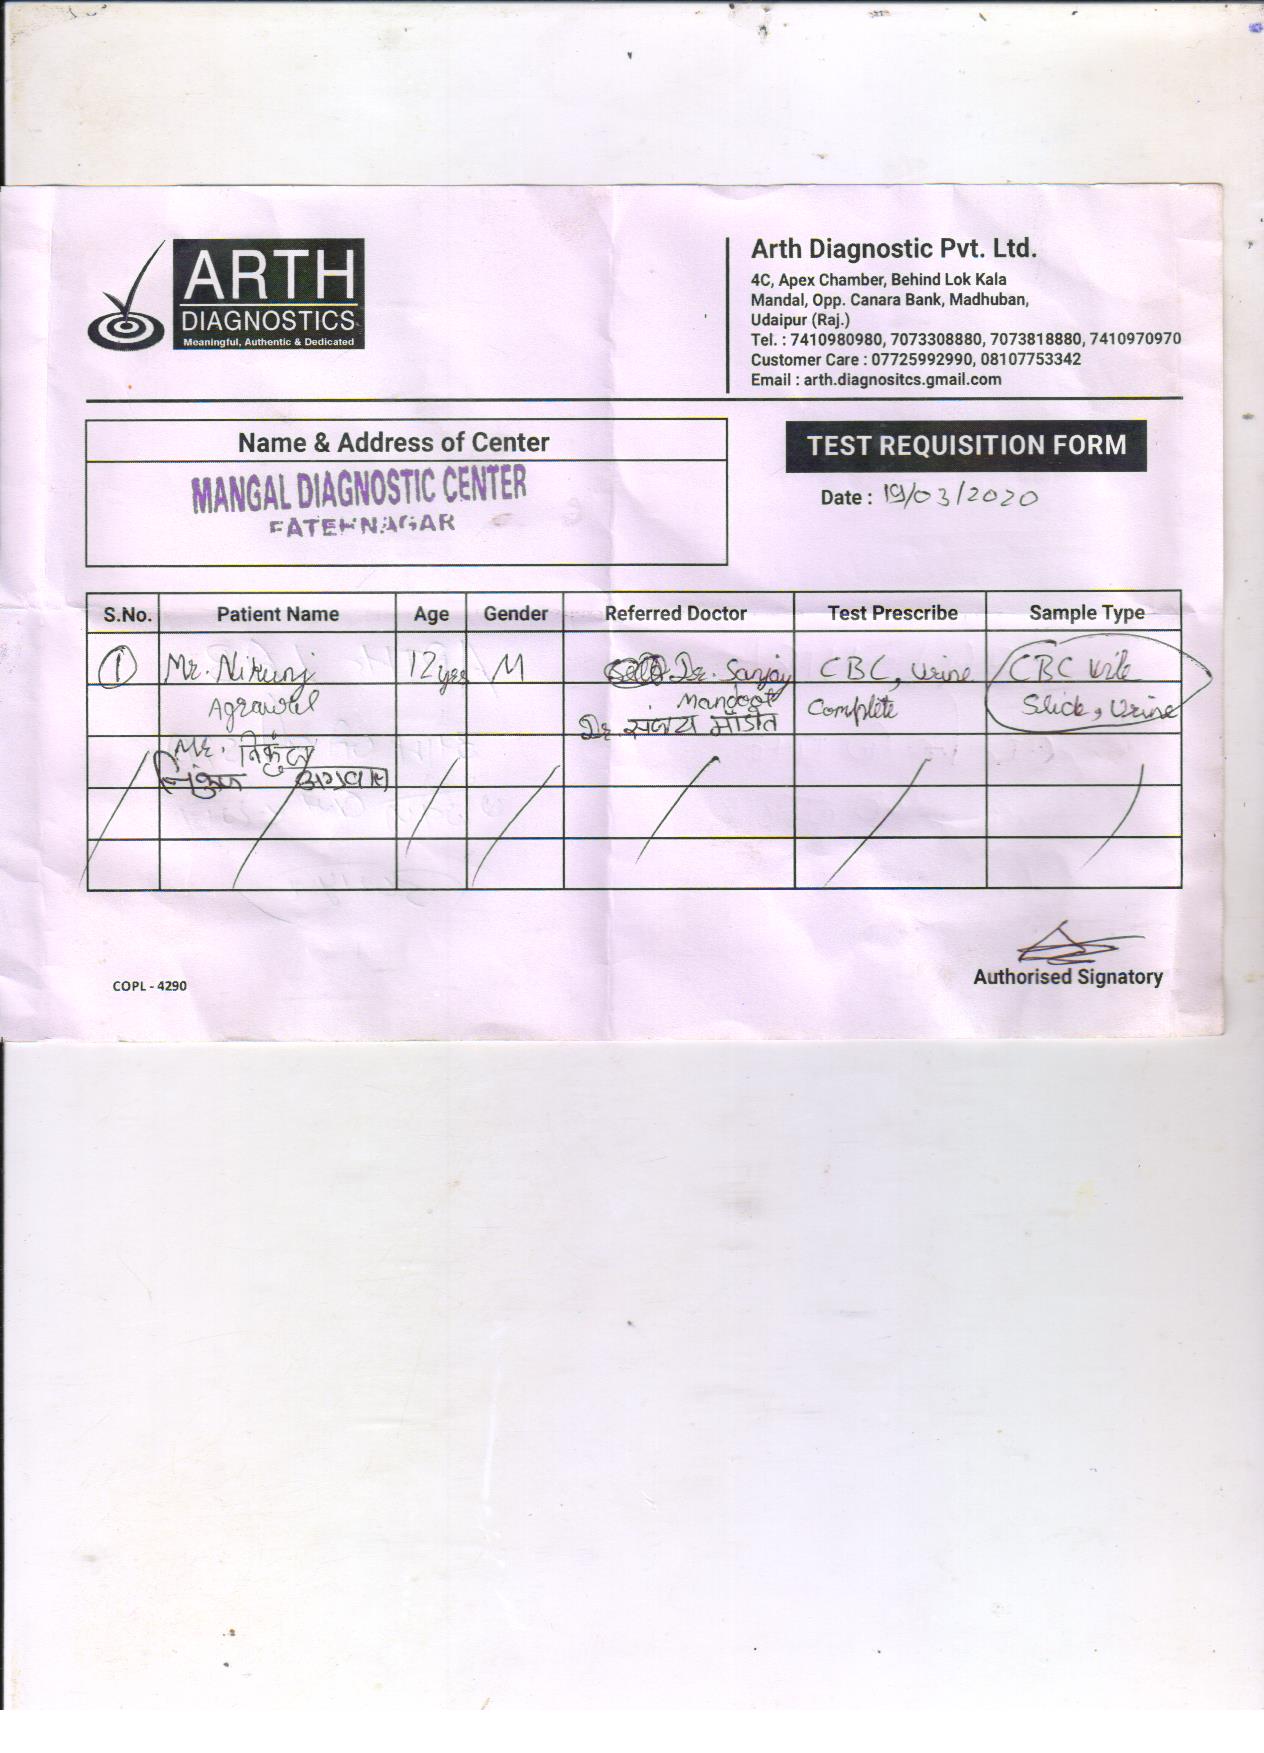 ARTH
DIAGNOSTICS
Meaningful, Authentic & Dedicated
Arth Diagnostic Pvt. Ltd.
4C, Apex Chamber, Behind Lok Kala
Mandal, Opp. Canara Bank, Madhuban,
Udaipur (Raj.)
Tel. : 7410980980, 7073308880, 7073818880, 7410970970
Customer Care : 07725992990, 08107753342
Email : arth.diagnositcs.gmail.com
Name & Address of Center
MANGAL DIAGNOSTIC CENTER
FATEHNAGAR
TEST REQUISITION FORM
Date : 19/03/2020
S.No. Patient Name Age Gender Referred Doctor Test Prescribe Sample Type
1 Mr. Nikunj 12 yes M Dr. Sanjay CBC, Urine CBC Vile
Agrawal Mandoot Complete Slide, Urine
Dr. संजय मांडोत
Mr. निकुंज
अग्रवाल
Authorised Signatory
COPL - 4290